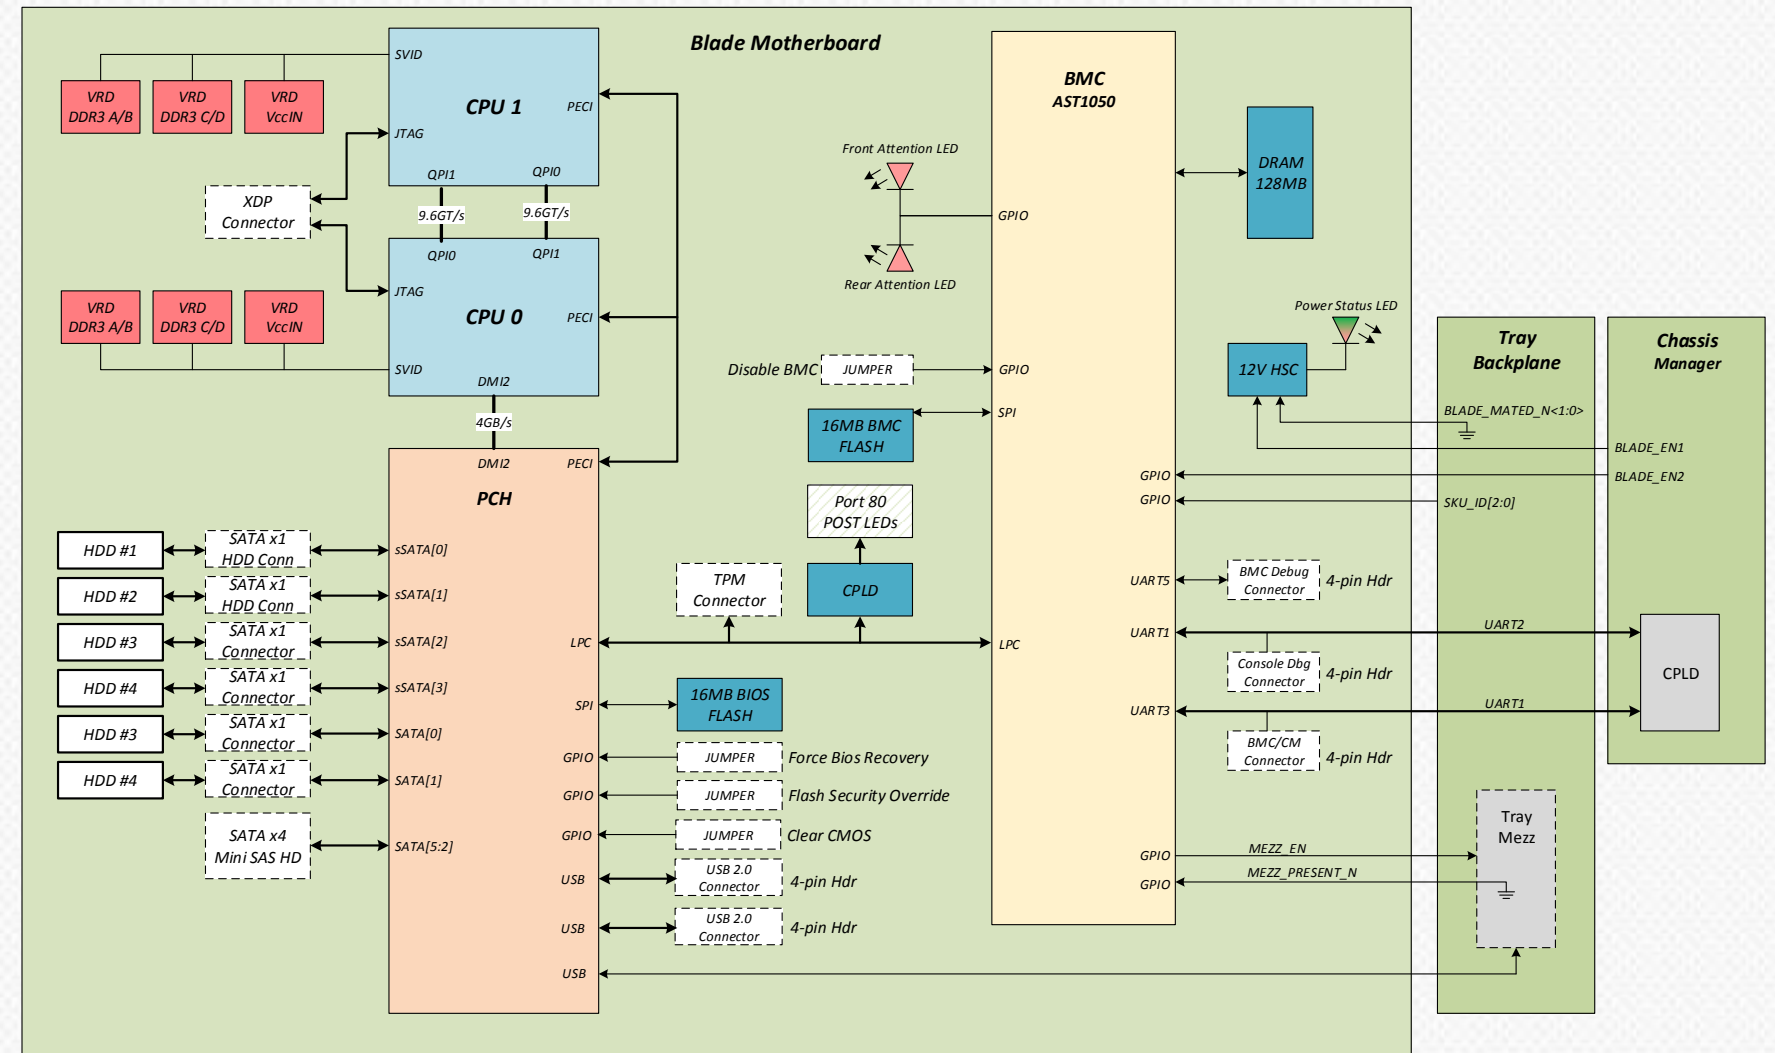 Blade Motherboard
SVID
CPU 1
PECI
JTAG
QPI1
QPI0
VRD
DDR3 A/B
VRD
DDR3 C/D
VRD
VccIN
XDP
Connector
9.6GT/s
9.6GT/s
QPI0
QPI1
JTAG
CPU 0
PECI
SVID
DMI2
VRD
DDR3 A/B
VRD
DDR3 C/D
VRD
VccIN
4GB/s
DMI2
PECI
PCH
HDD #1
SATA x1
HDD Conn
sSATA[0]
HDD #2
SATA x1
HDD Conn
sSATA[1]
HDD #3
SATA x1
Connector
sSATA[2]
HDD #4
SATA x1
Connector
sSATA[3]
HDD #3
SATA x1
Connector
SATA[0]
HDD #4
SATA x1
Connector
SATA[1]
SATA x4
Mini SAS HD
SATA[5:2]
LPC
TPM
Connector
CPLD
Port 80
POST LEDs
SPI
16MB BIOS
FLASH
GPIO
JUMPER
Force Bios Recovery
GPIO
JUMPER
Flash Security Override
GPIO
JUMPER
Clear CMOS
USB
USB 2.0
Connector
4-pin Hdr
USB
USB 2.0
Connector
4-pin Hdr
USB
BMC
AST1050
Front Attention LED
GPIO
Rear Attention LED
Disable BMC
JUMPER
GPIO
16MB BMC
FLASH
SPI
LPC
DRAM
128MB
Power Status LED
12V HSC
GPIO
GPIO
UART5
BMC Debug
Connector
4-pin Hdr
UART1
Console Dbg
Connector
4-pin Hdr
UART3
BMC/CM
Connector
4-pin Hdr
GPIO
MEZZ_EN
GPIO
MEZZ_PRESENT_N
Tray
Backplane
BLADE_MATED_N<1:0>
SKU_ID[2:0]
UART2
UART1
Tray
Mezz
Chassis
Manager
BLADE_EN1
BLADE_EN2
CPLD